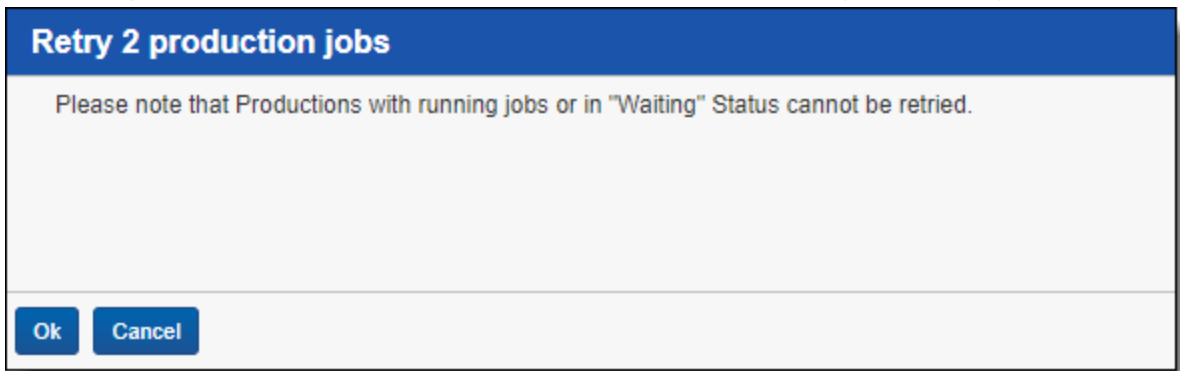 Retry 2 production jobs
Please note that Productions with running jobs or in "Waiting" Status cannot be retried.
Ok
Cancel